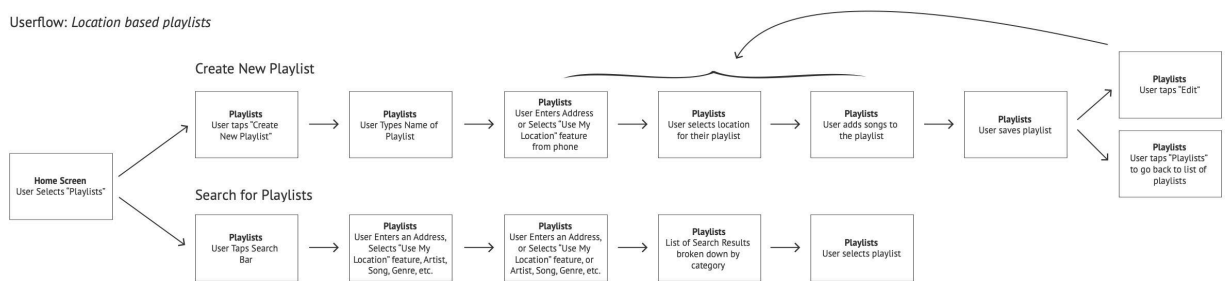 Userflow: Location based playlists
Create New Playlist
Home Screen
User Selects “Playlists”
Playlists
User taps “Create
New Playlist”
Playlists
User Types Name of
Playlist
Playlists
User Enters Address
or Selects “Use My
Location” feature
from phone
Playlists
User selects location
for their playlist
Playlists
User adds songs to
the playlist
Playlists
User saves playlist
Playlists
User taps “Edit”
Playlists
User taps “Playlists”
to go back to list of
playlists
Search for Playlists
Playlists
User Taps Search
Bar
Playlists
User Enters an Address,
Selects “Use My
Location” feature, Artist,
Song, Genre, etc.
Playlists
User Enters an Address,
or Selects “Use My
Location” feature, or
Artist, Song, Genre, etc.
Playlists
List of Search Results
broken down by
category
Playlists
User selects playlist